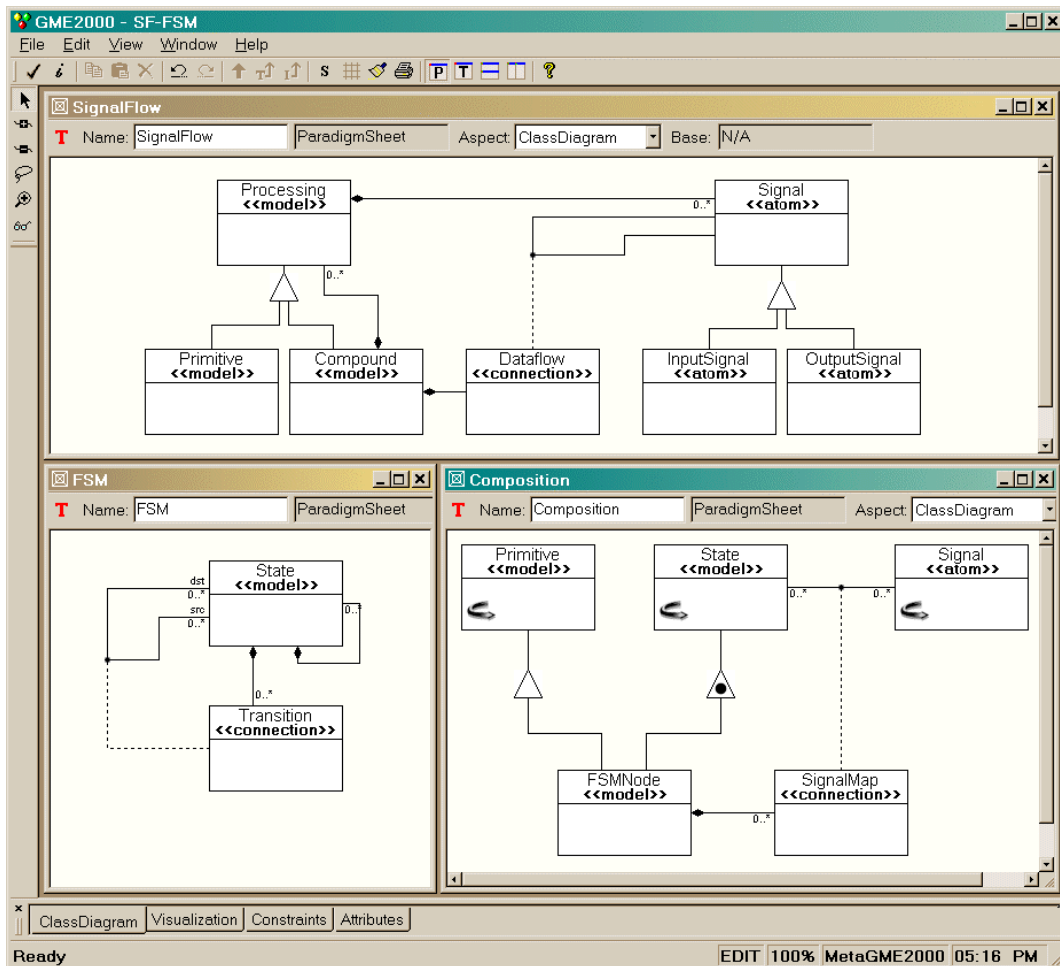 GME2000 - SF-FSM
File Edit View Window Help
SignalFlow
T Name: SignalFlow ParadigmSheet Aspect: ClassDiagram Base: N/A
Processing
<<model>>
Signal
<<atom>>
0..*
0..*
Primitive
<<model>>
Compound
<<model>>
Dataflow
<<connection>>
InputSignal
<<atom>>
OutputSignal
<<atom>>
FSM
T Name: FSM ParadigmSheet
State
<<model>>
dst
0..*
src
0..*
0..*
0..*
Transition
<<connection>>
Composition
T Name: Composition ParadigmSheet Aspect: ClassDiagram
Primitive
<<model>>
State
<<model>>
Signal
<<atom>>
0..*
0..*
FSMNode
<<model>>
SignalMap
<<connection>>
0..*
ClassDiagram Visualization Constraints Attributes
Ready EDIT 100% MetaGME2000 05:16 PM